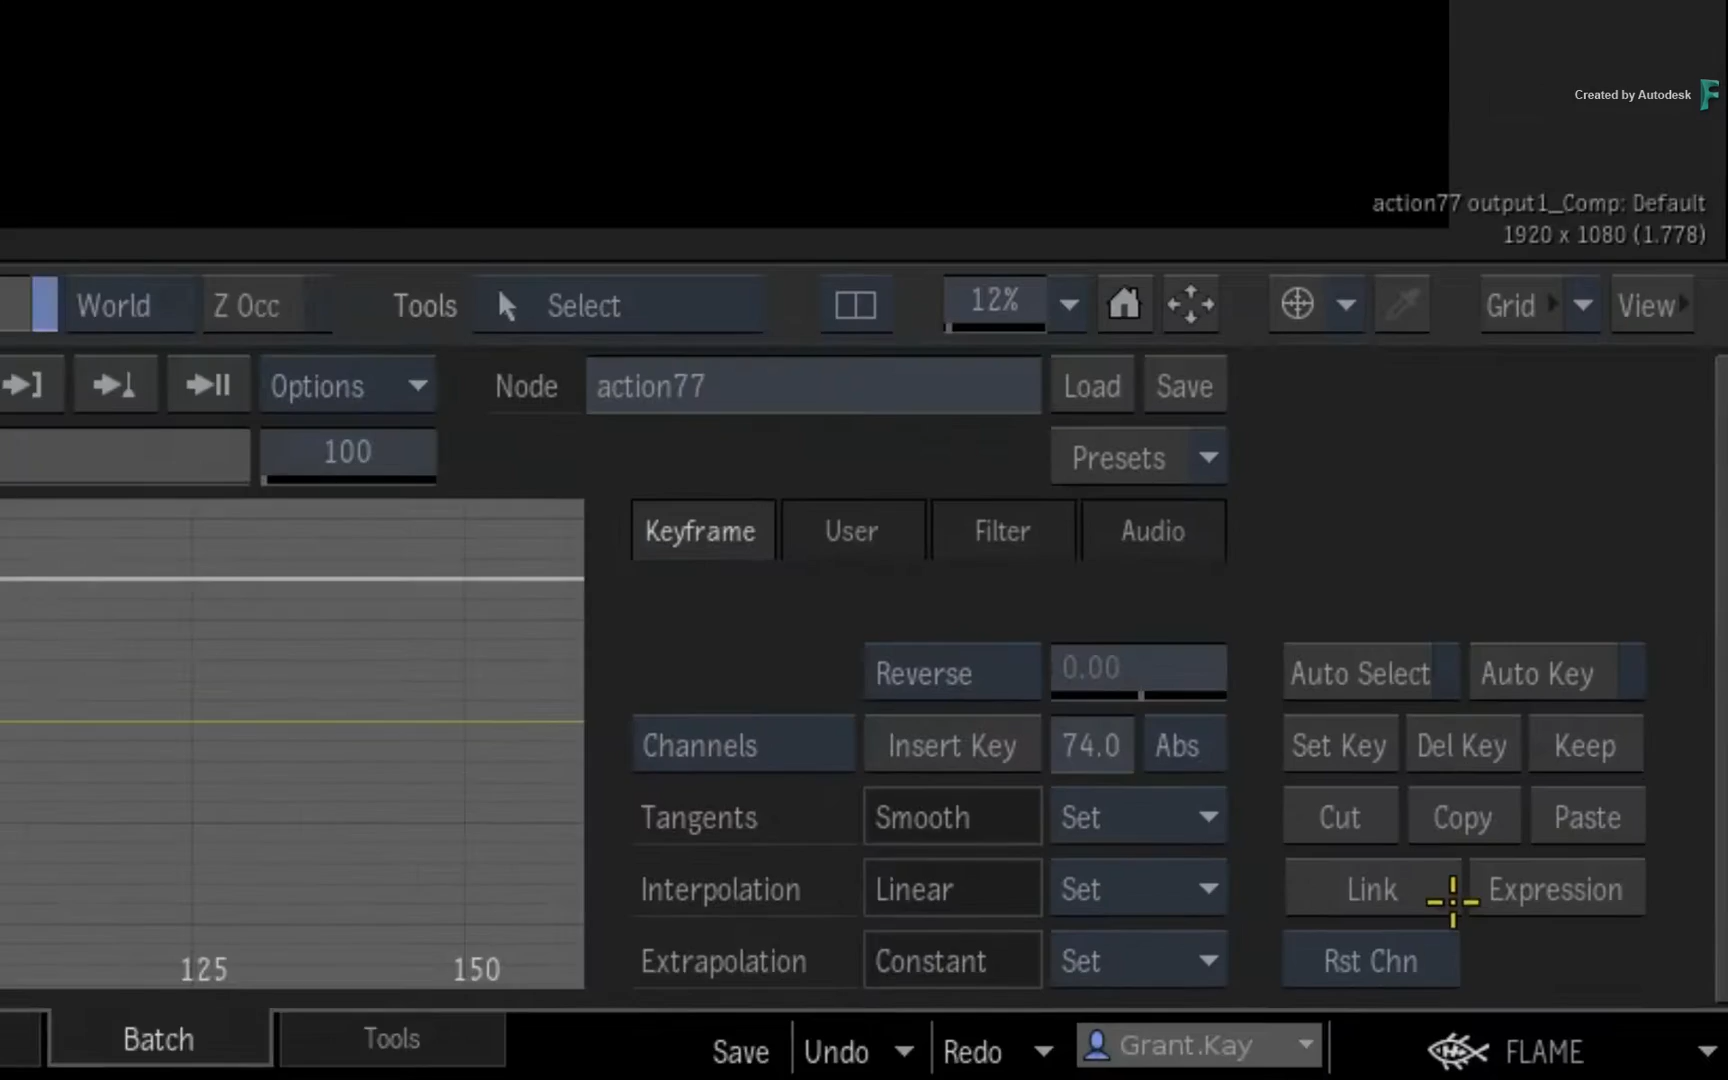 Created by Autodesk
action77 output1_Comp: Default
1920 x 1080 (1.778)
World Z Occ Tools Select 12% Grid View
Options Node action77 Load Save
100 Presets
Keyframe User Filter Audio
Reverse 0.00 Auto Select Auto Key
Channels Insert Key 74.0 Abs Set Key Del Key Keep
Tangents Smooth Set Cut Copy Paste
Interpolation Linear Set Link Expression
125 150 Extrapolation Constant Set Rst Chn
Batch Tools Save Undo Redo Grant.Kay FLAME